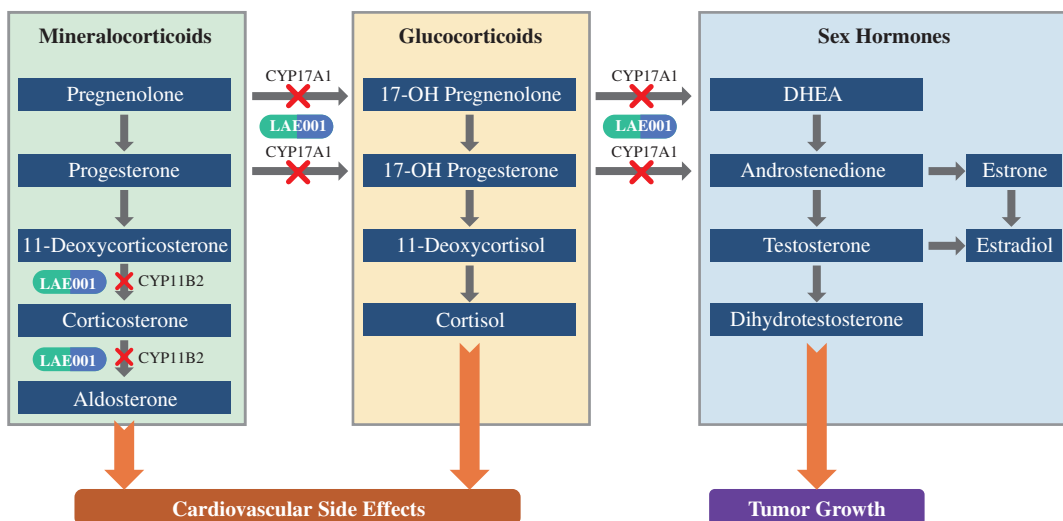 Mineralocorticoids
Glucocorticoids
Sex Hormones
CYP17A1
CYP17A1
Pregnenolone
17-OH Pregnenolone
DHEA
LAE001
LAE001
CYP17A1
CYP17A1
Progesterone
17-OH Progesterone
Androstenedione
Estrone
11-Deoxycorticosterone
11-Deoxycortisol
Testosterone
Estradiol
LAE001
CYP11B2
Corticosterone
Cortisol
Dihydrotestosterone
LAE001
CYP11B2
Aldosterone
Cardiovascular Side Effects
Tumor Growth